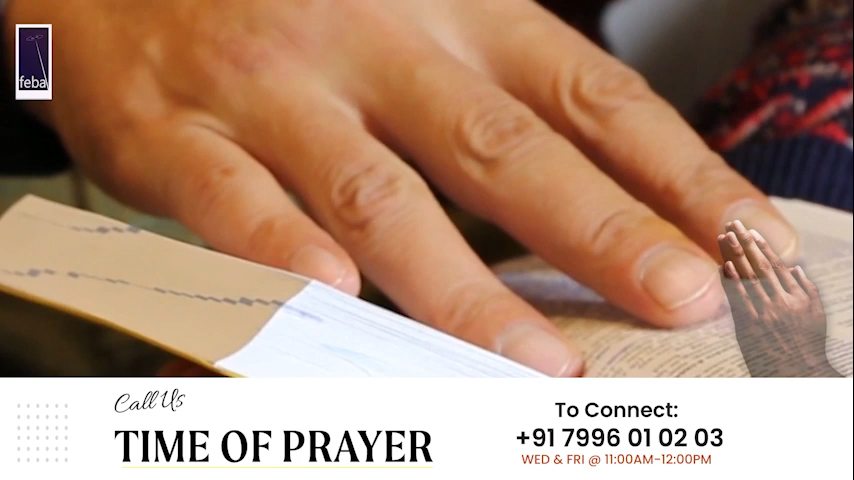 feba
Call Us
TIME OF PRAYER
To Connect:
+91 7996 01 02 03
WED & FRI @ 11:00AM-12:00PM